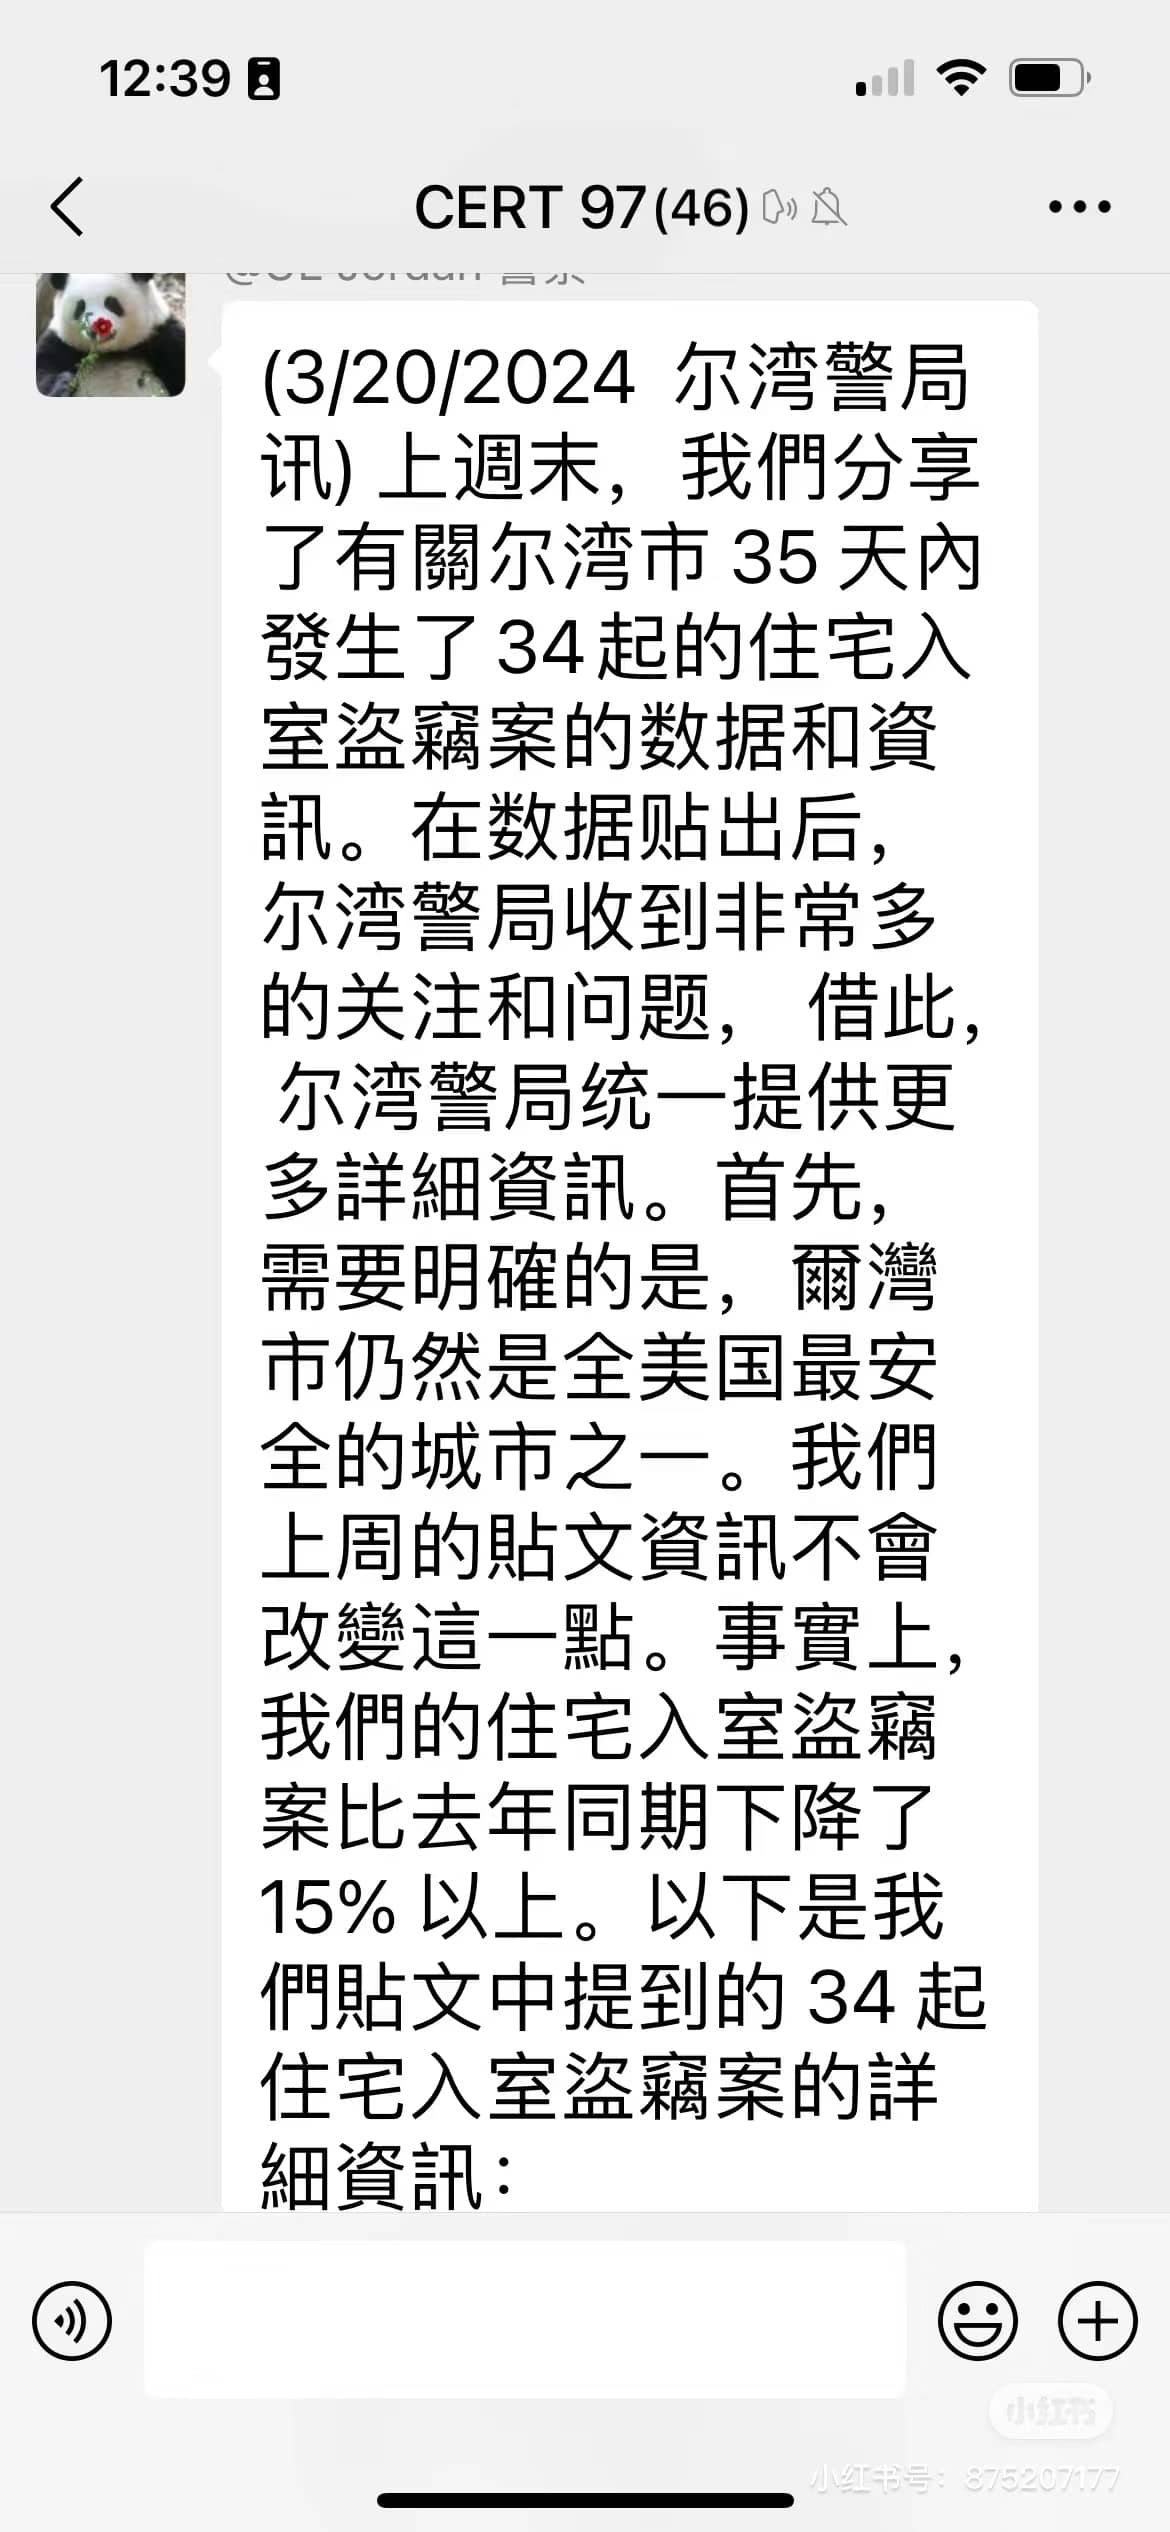 12:39
CERT 97(46)
(3/20/2024 尔湾警局
讯) 上週末，我們分享
了有關尔湾市 35 天內
發生了 34 起的住宅入
室盜竊案的数据和資
訊。在数据贴出后，
尔湾警局收到非常多
的关注和问题， 借此，
尔湾警局统一提供更
多詳細資訊。首先，
需要明確的是，爾灣
市仍然是全美国最安
全的城市之一。我們
上周的貼文資訊不會
改變這一點。事實上，
我們的住宅入室盜竊
案比去年同期下降了
15% 以上。以下是我
們貼文中提到的 34 起
住宅入室盜竊案的詳
細資訊：
小红书
小红书号：875207177